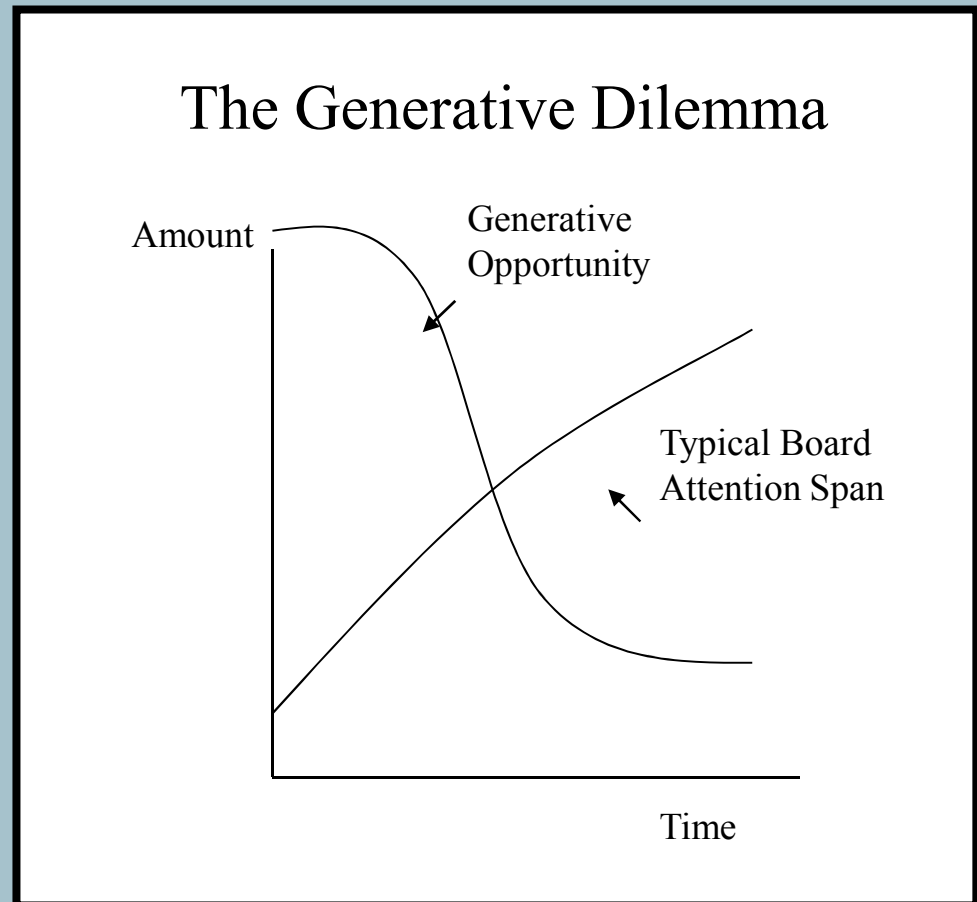 The Generative Dilemma
Amount
Generative
Opportunity
Typical Board
Attention Span
Time